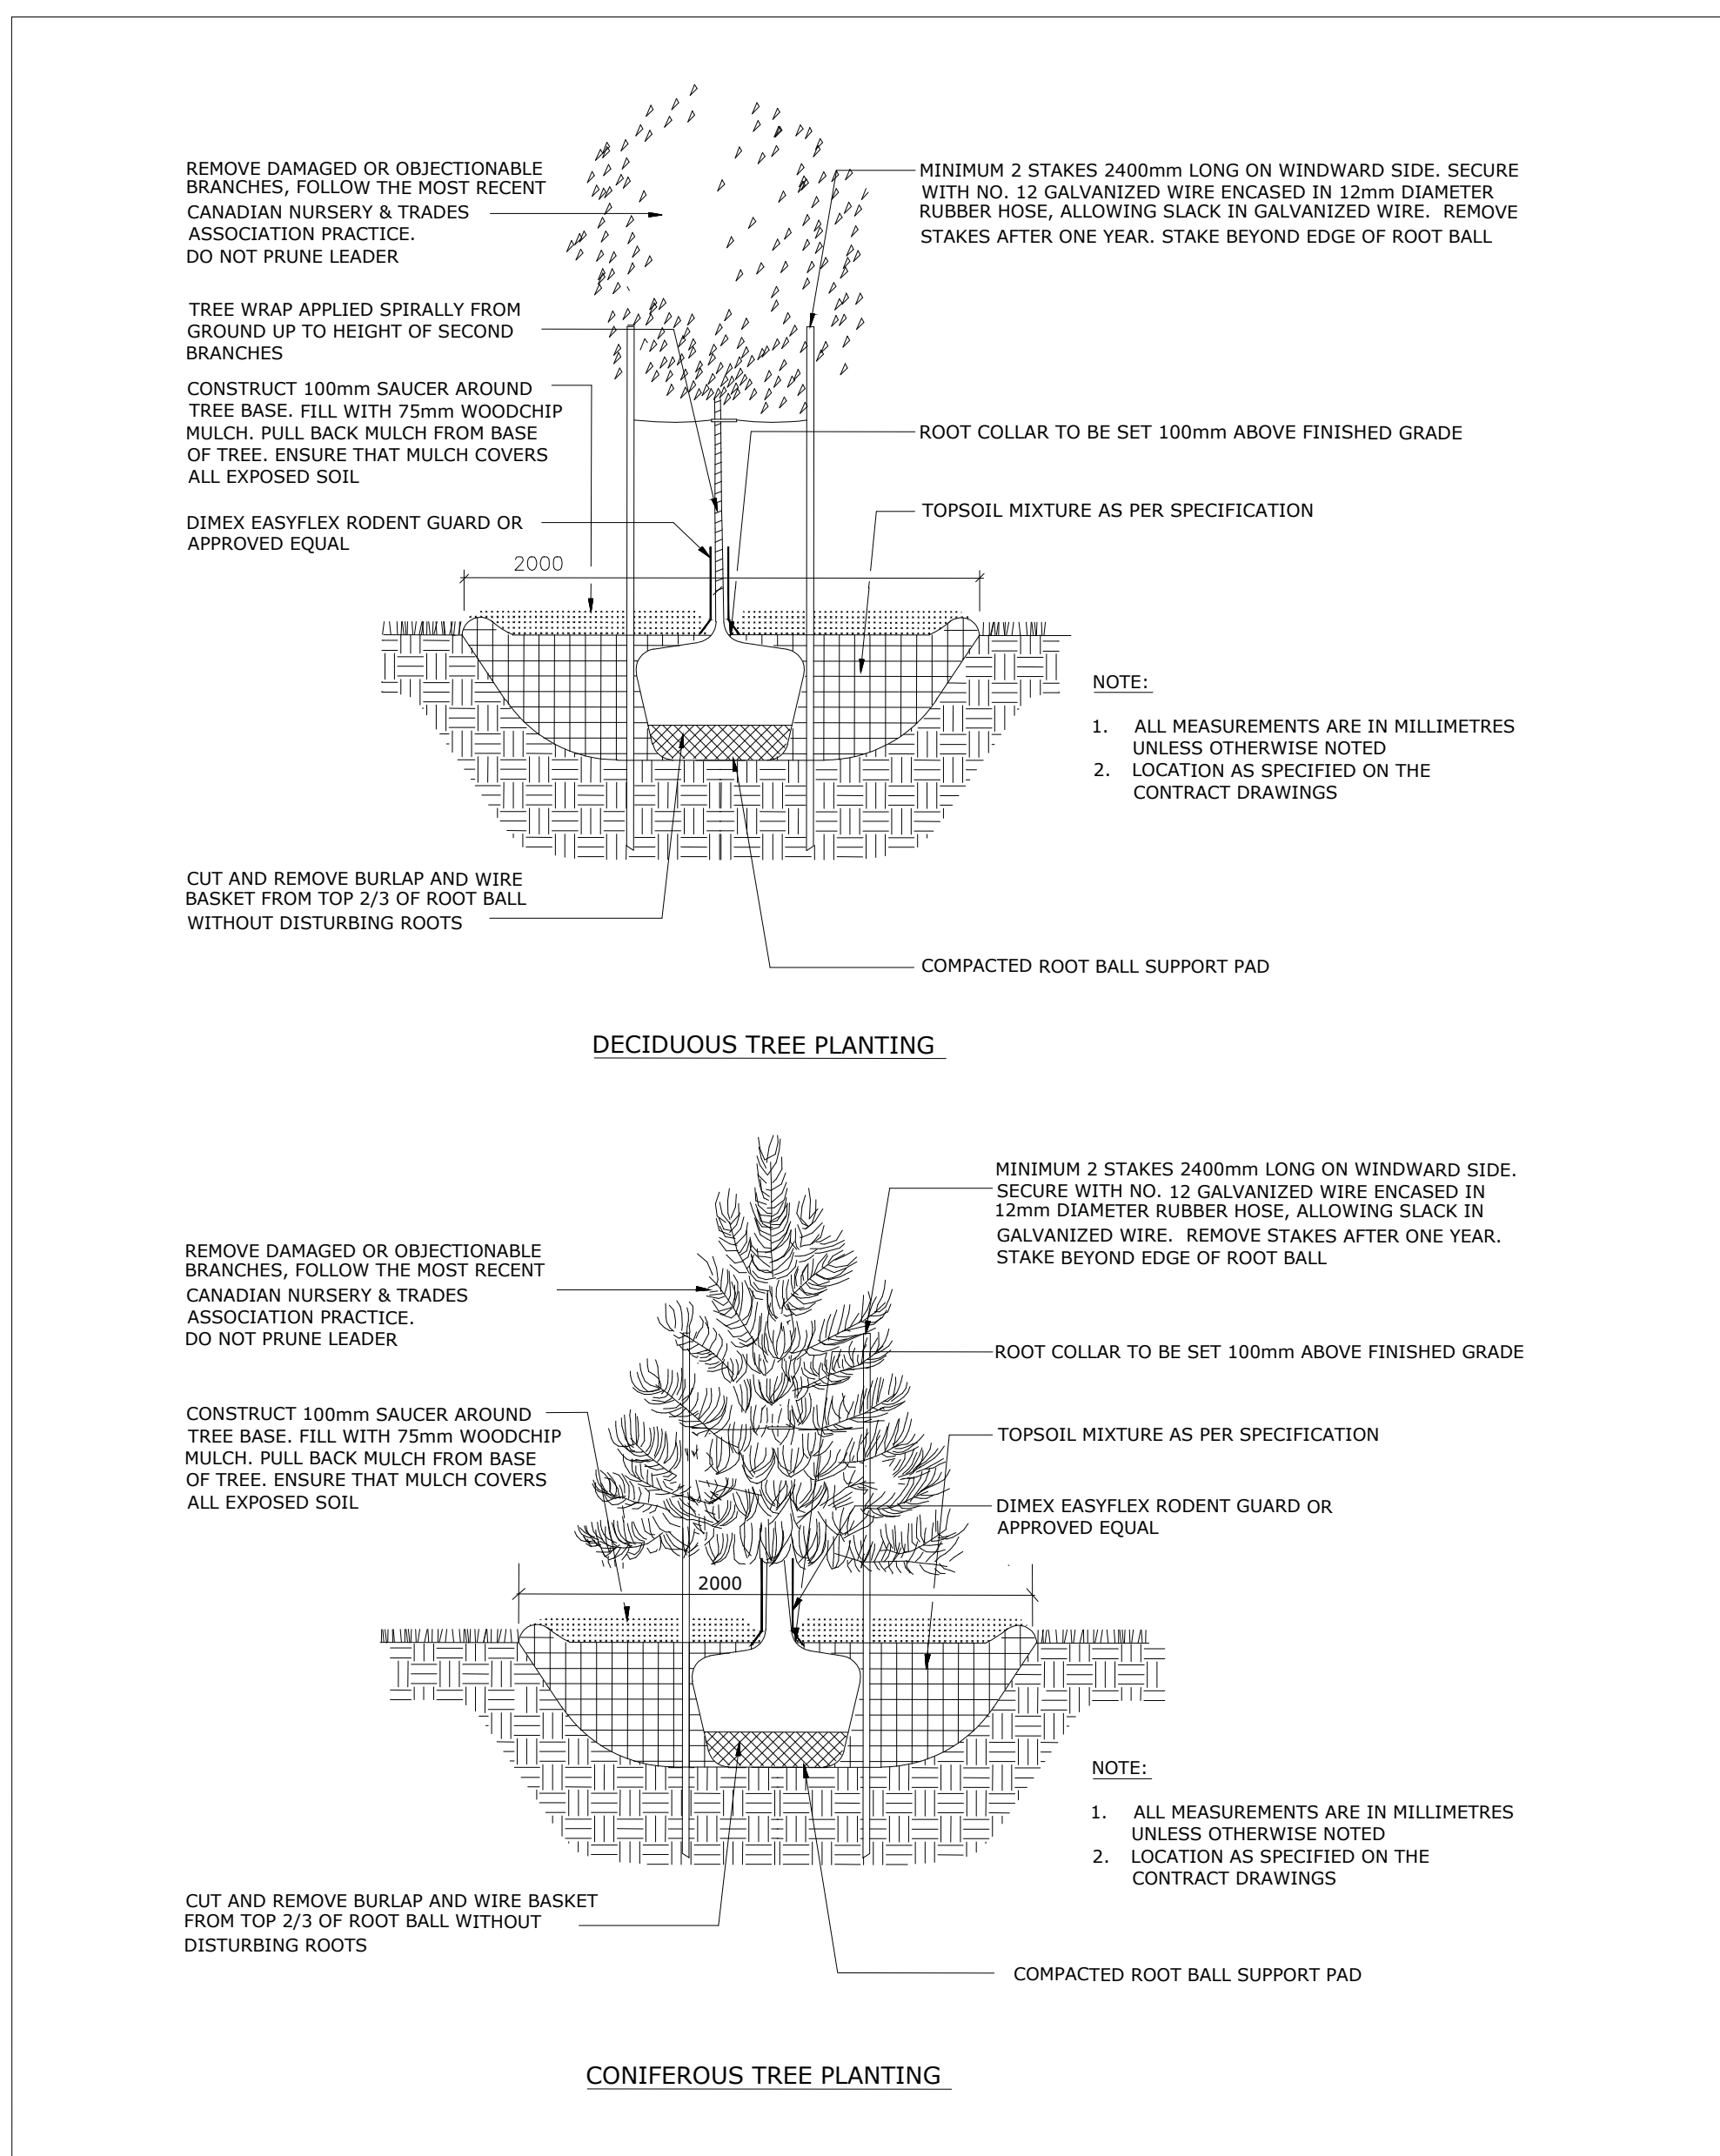 REMOVE DAMAGED OR OBJECTIONABLE
BRANCHES, FOLLOW THE MOST RECENT
CANADIAN NURSERY & TRADES
ASSOCIATION PRACTICE.
DO NOT PRUNE LEADER
TREE WRAP APPLIED SPIRALLY FROM
GROUND UP TO HEIGHT OF SECOND
BRANCHES
CONSTRUCT 100mm SAUCER AROUND
TREE BASE. FILL WITH 75mm WOODCHIP
MULCH. PULL BACK MULCH FROM BASE
OF TREE. ENSURE THAT MULCH COVERS
ALL EXPOSED SOIL
DIMEX EASYFLEX RODENT GUARD OR
APPROVED EQUAL
2000
MINIMUM 2 STAKES 2400mm LONG ON WINDWARD SIDE. SECURE
WITH NO. 12 GALVANIZED WIRE ENCASED IN 12mm DIAMETER
RUBBER HOSE, ALLOWING SLACK IN GALVANIZED WIRE. REMOVE
STAKES AFTER ONE YEAR. STAKE BEYOND EDGE OF ROOT BALL
ROOT COLLAR TO BE SET 100mm ABOVE FINISHED GRADE
TOPSOIL MIXTURE AS PER SPECIFICATION
NOTE:
1. ALL MEASUREMENTS ARE IN MILLIMETRES
UNLESS OTHERWISE NOTED
2. LOCATION AS SPECIFIED ON THE
CONTRACT DRAWINGS
CUT AND REMOVE BURLAP AND WIRE
BASKET FROM TOP 2/3 OF ROOT BALL
WITHOUT DISTURBING ROOTS
COMPACTED ROOT BALL SUPPORT PAD
DECIDUOUS TREE PLANTING
REMOVE DAMAGED OR OBJECTIONABLE
BRANCHES, FOLLOW THE MOST RECENT
CANADIAN NURSERY & TRADES
ASSOCIATION PRACTICE.
DO NOT PRUNE LEADER
CONSTRUCT 100mm SAUCER AROUND
TREE BASE. FILL WITH 75mm WOODCHIP
MULCH. PULL BACK MULCH FROM BASE
OF TREE. ENSURE THAT MULCH COVERS
ALL EXPOSED SOIL
2000
MINIMUM 2 STAKES 2400mm LONG ON WINDWARD SIDE.
SECURE WITH NO. 12 GALVANIZED WIRE ENCASED IN
12mm DIAMETER RUBBER HOSE, ALLOWING SLACK IN
GALVANIZED WIRE. REMOVE STAKES AFTER ONE YEAR.
STAKE BEYOND EDGE OF ROOT BALL
ROOT COLLAR TO BE SET 100mm ABOVE FINISHED GRADE
TOPSOIL MIXTURE AS PER SPECIFICATION
DIMEX EASYFLEX RODENT GUARD OR
APPROVED EQUAL
NOTE:
1. ALL MEASUREMENTS ARE IN MILLIMETRES
UNLESS OTHERWISE NOTED
2. LOCATION AS SPECIFIED ON THE
CONTRACT DRAWINGS
CUT AND REMOVE BURLAP AND WIRE BASKET
FROM TOP 2/3 OF ROOT BALL WITHOUT
DISTURBING ROOTS
COMPACTED ROOT BALL SUPPORT PAD
CONIFEROUS TREE PLANTING